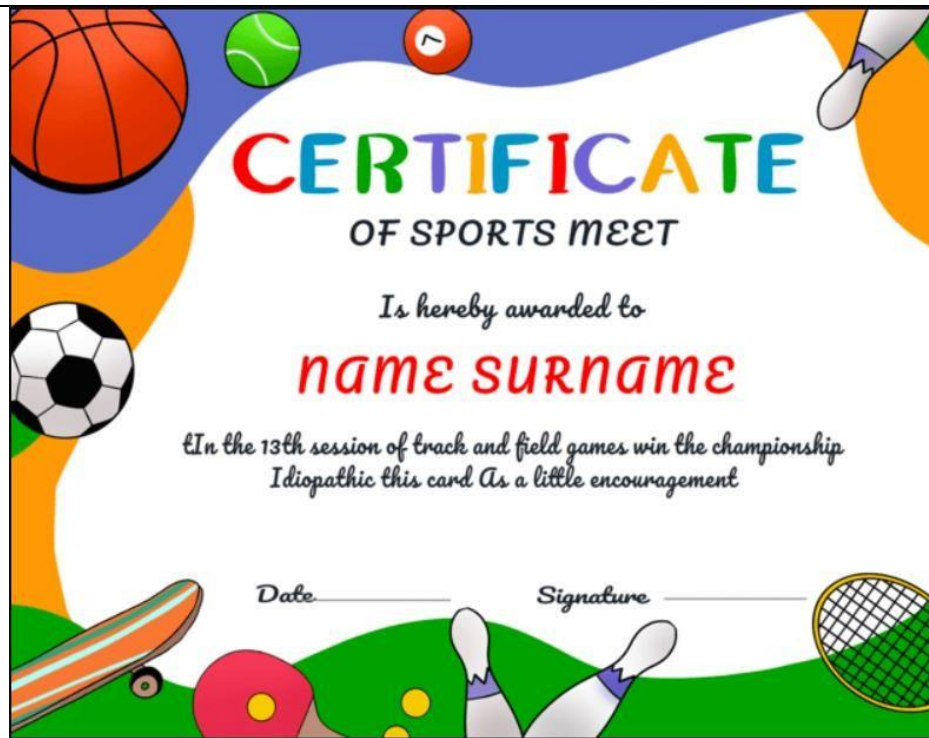 CERTIFICATE
OF SPORTS MEET
Is hereby awarded to
NAME SURNAME
tIn the 13th session of track and field games win the championship
Idiopathic this card As a little encouragement
Date
Signature